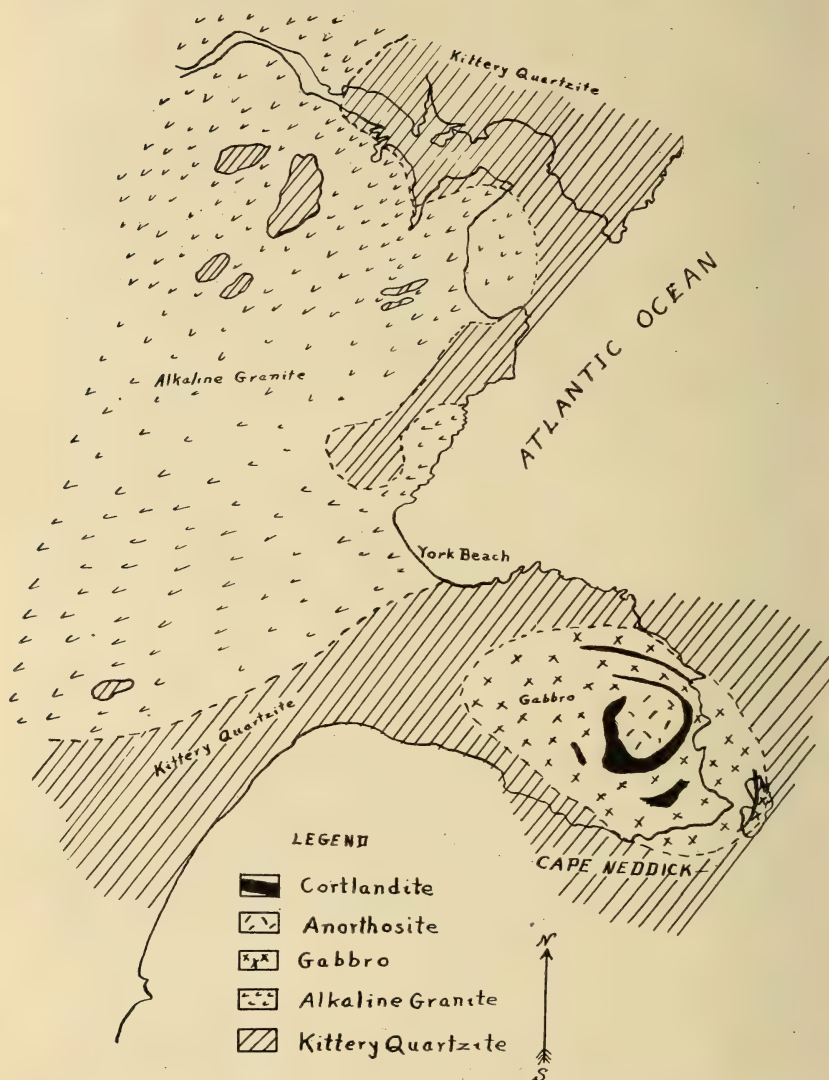 Kittery Quartzite
ATLANTIC OCEAN
Alkaline Granite
York Beach
Gabbro
Kittery Quartzite
CAPE NEDDICK
LEGEND
Cortlandite
Anorthosite
Gabbro
Alkaline Granite
Kittery Quartzite
N
S